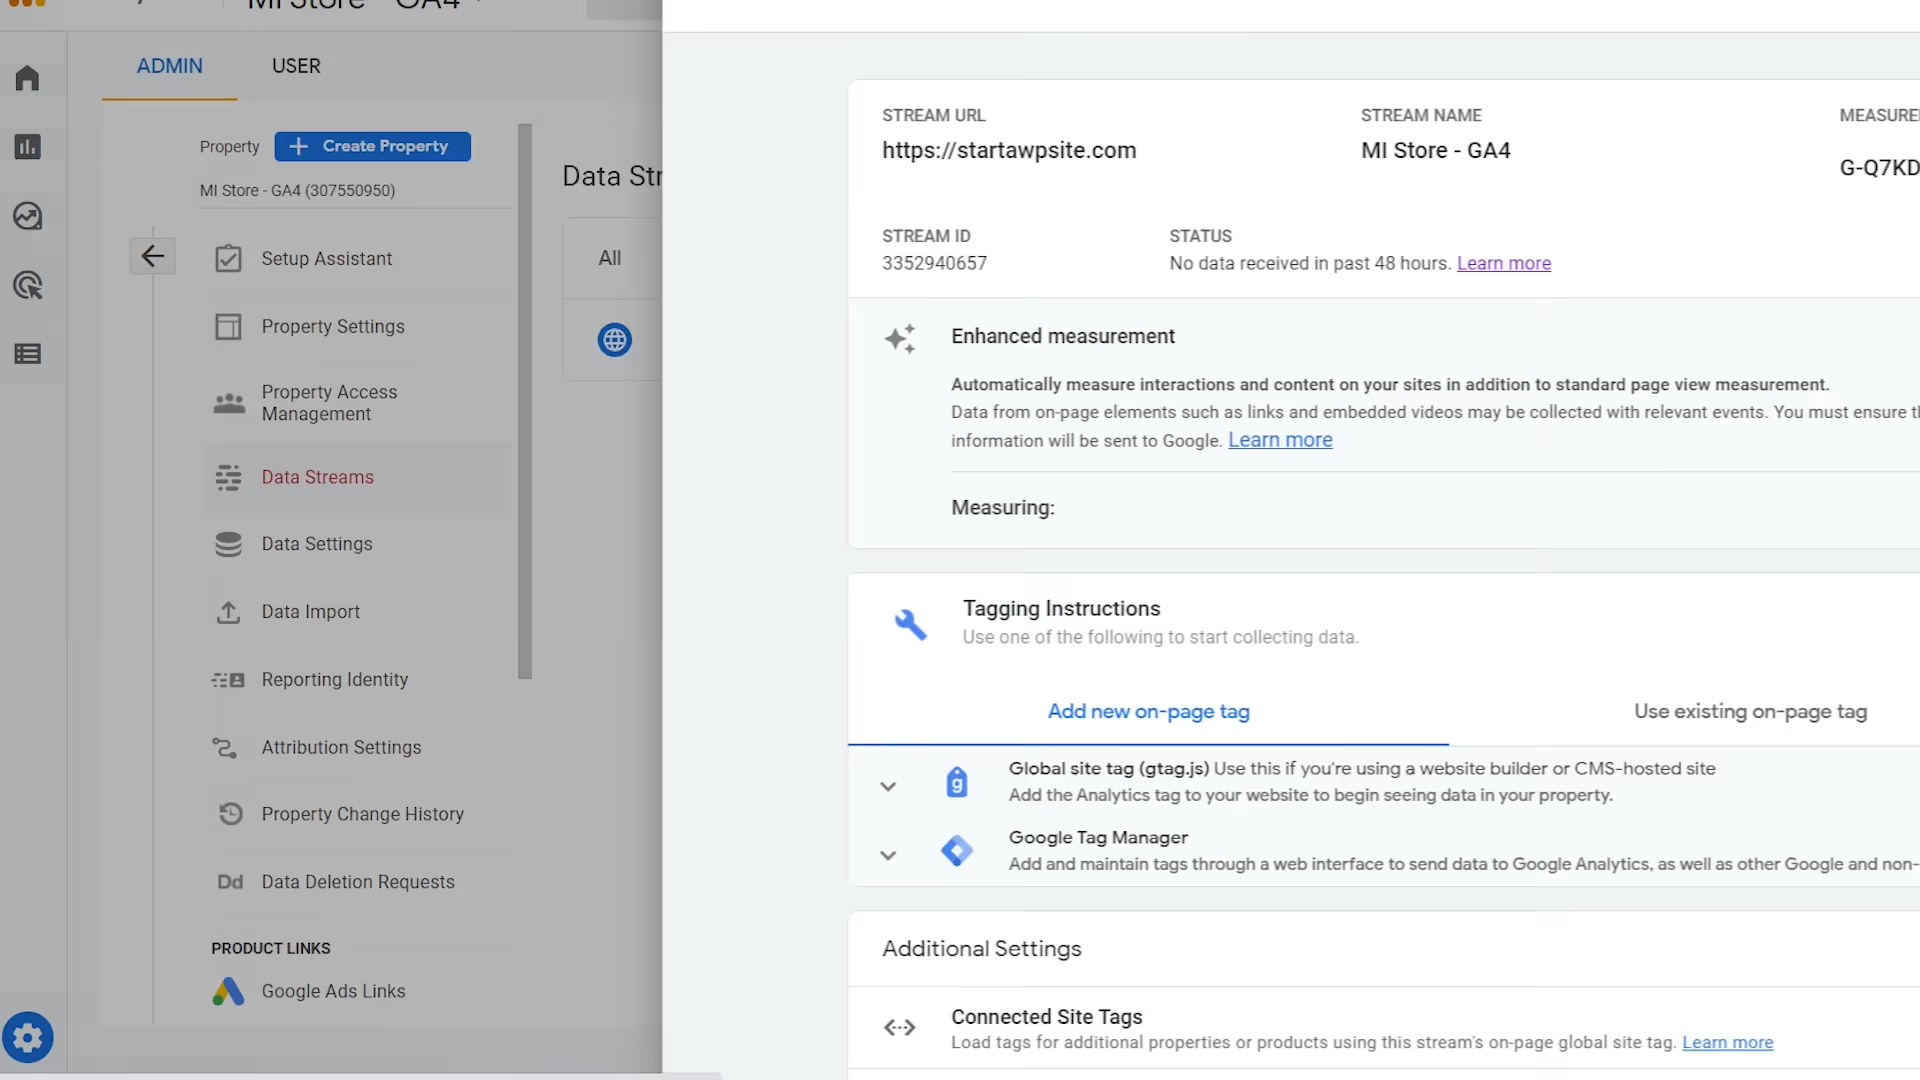 MI Store - GA4
ADMIN
USER
Property
Create Property
MI Store - GA4 (307550950)
Setup Assistant
Property Settings
Property Access
Management
Data Streams
Data Settings
Data Import
Reporting Identity
Attribution Settings
Property Change History
Dd Data Deletion Requests
PRODUCT LINKS
Google Ads Links
Data Str
All
STREAM URL
https://startawpsite.com
STREAM NAME
MI Store - GA4
MEASURE
G-Q7KD
STREAM ID
3352940657
STATUS
No data received in past 48 hours. Learn more
Enhanced measurement
Automatically measure interactions and content on your sites in addition to standard page view measurement.
Data from on-page elements such as links and embedded videos may be collected with relevant events. You must ensure th
information will be sent to Google. Learn more
Measuring:
Tagging Instructions
Use one of the following to start collecting data.
Add new on-page tag
Use existing on-page tag
g
Global site tag (gtag.js) Use this if you're using a website builder or CMS-hosted site
Add the Analytics tag to your website to begin seeing data in your property.
Google Tag Manager
Add and maintain tags through a web interface to send data to Google Analytics, as well as other Google and non-
Additional Settings
Connected Site Tags
Load tags for additional properties or products using this stream's on-page global site tag. Learn more